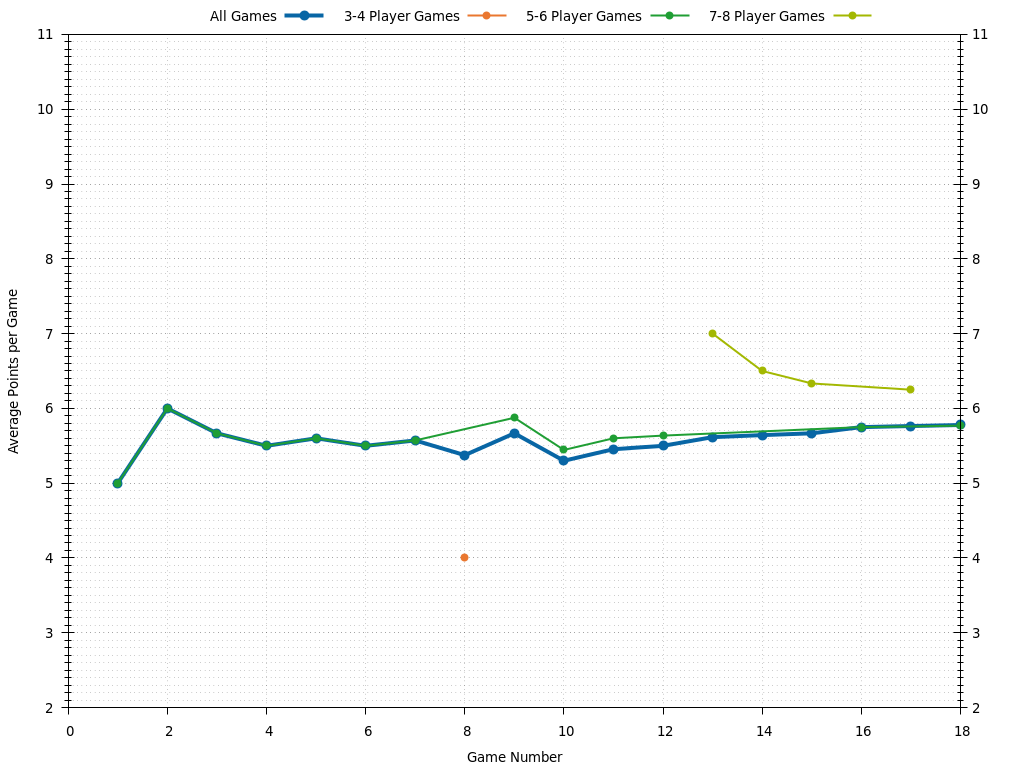 All Games 3-4 Player Games 5-6 Player Games 7-8 Player Games
11 11
10 10
9 9
8 8
7 7
6 6
5 5
4 4
3 3
2 2
Average Points per Game
0 2 4 6 8 10 12 14 16 18
Game Number